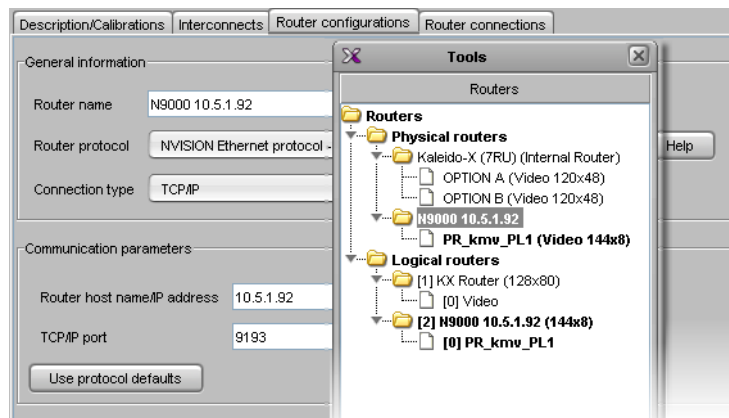 Description/Calibrations Interconnects Router configurations Router connections
General information
Router name N9000 10.5.1.92
Router protocol NVISION Ethernet protocol -
Help
Connection type TCP/IP
Communication parameters
Router host name/IP address 10.5.1.92
TCP/IP port 9193
Use protocol defaults
Tools
Routers
Routers
Physical routers
Kaleido-X (7RU) (Internal Router)
OPTION A (Video 120x48)
OPTION B (Video 120x48)
N9000 10.5.1.92
PR_kmv_PL1 (Video 144x8)
Logical routers
[1] KX Router (128x80)
[0] Video
[2] N9000 10.5.1.92 (144x8)
[0] PR_kmv_PL1